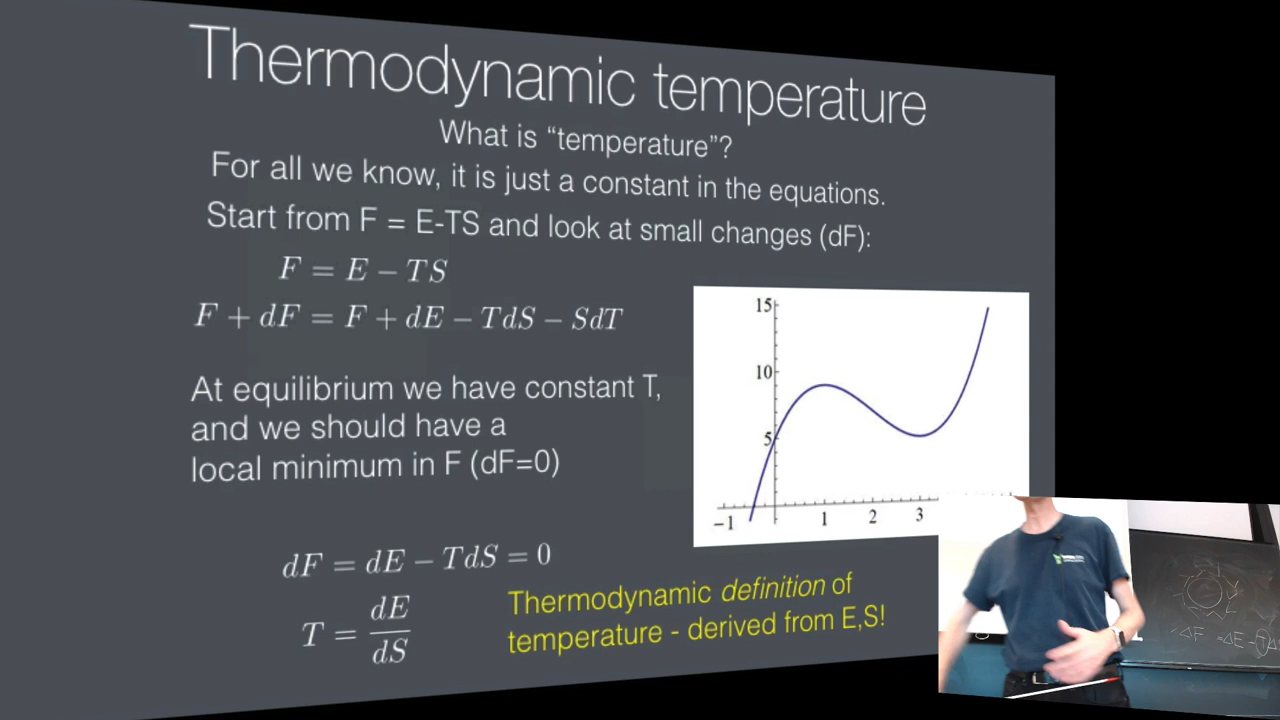 Thermodynamic temperature
What is “temperature”?
For all we know, it is just a constant in the equations.
Start from F = E-TS and look at small changes (dF):
F = E − TS
F + dF = F + dE − TdS − SdT
At equilibrium we have constant T,
and we should have a
local minimum in F (dF=0)
15
10
5
−1 1 2 3
dF = dE − TdS = 0
T = dE/dS
Thermodynamic definition of
temperature - derived from E,S!
ΔF = ΔE -